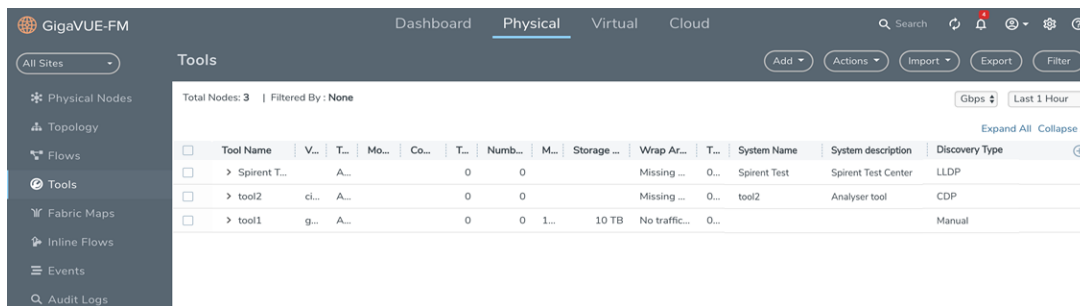 GigaVUE-FM Dashboard Physical Virtual Cloud Search 4
All Sites Tools Add Actions Import Export Filter
Physical Nodes
Topology
Flows
Tools
Fabric Maps
Inline Flows
Events
Audit Logs
Total Nodes: 3 | Filtered By : None Gbps Last 1 Hour
Expand All Collapse
Tool Name V... T... Mo... Co... T... Numb... M... Storage ... Wrap Ar... T... System Name System description Discovery Type
> Spirent T... A... 0 0 Missing ... 0... Spirent Test Spirent Test Center LLDP
> tool2 ci... A... 0 0 Missing ... 0... tool2 Analyser tool CDP
> tool1 g... A... 0 0 1... 10 TB No traffic... 0... Manual